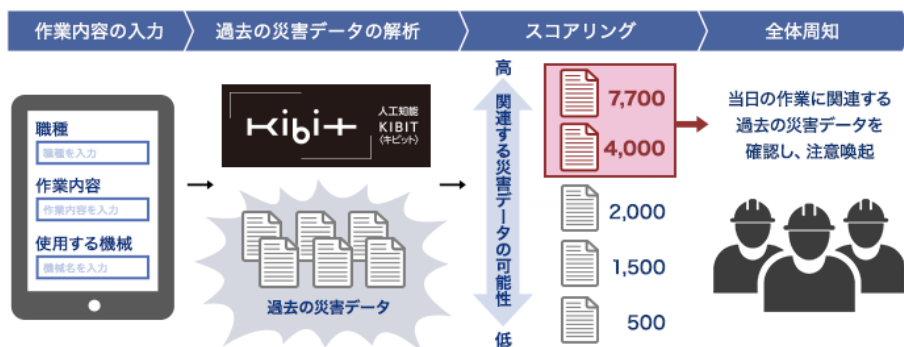 作業内容の入力
過去の災害データの解析
スコアリング
全体周知
職種
職種を入力
作業内容
作業内容を入力
使用する機械
機械名を入力
KibiT
人工知能
KIBIT
(キビット)
過去の災害データ
高
関連する災害データの可能性
低
7,700
4,000
2,000
1,500
500
当日の作業に関連する
過去の災害データを
確認し、注意喚起